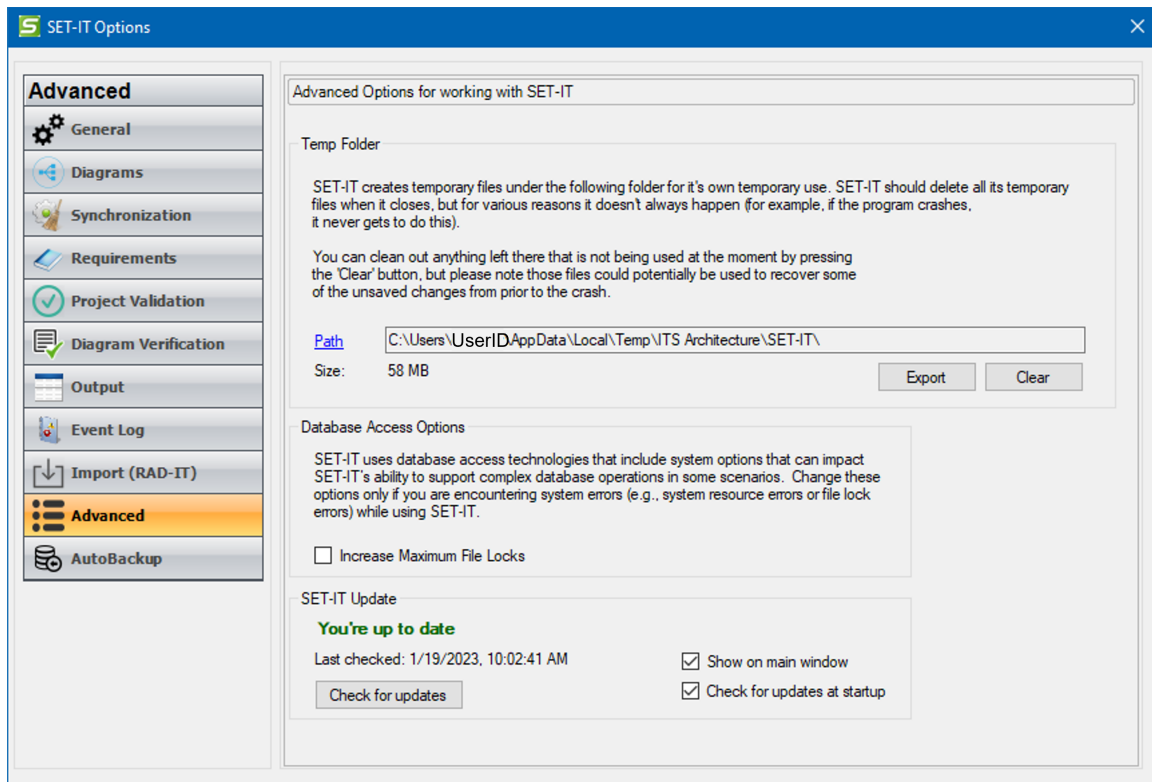 SET-IT Options
Advanced
General
Diagrams
Synchronization
Requirements
Project Validation
Diagram Verification
Output
Event Log
Import (RAD-IT)
Advanced
AutoBackup
Advanced Options for working with SET-IT
Temp Folder
SET-IT creates temporary files under the following folder for it's own temporary use. SET-IT should delete all its temporary
files when it closes, but for various reasons it doesn't always happen (for example, if the program crashes,
it never gets to do this).
You can clean out anything left there that is not being used at the moment by pressing
the 'Clear' button, but please note those files could potentially be used to recover some
of the unsaved changes from prior to the crash.
Path C:\Users\UserID\AppData\Local\Temp\ITS Architecture\SET-IT\
Size: 58 MB
Export Clear
Database Access Options
SET-IT uses database access technologies that include system options that can impact
SET-IT's ability to support complex database operations in some scenarios. Change these
options only if you are encountering system errors (e.g., system resource errors or file lock
errors) while using SET-IT.
Increase Maximum File Locks
SET-IT Update
You're up to date
Last checked: 1/19/2023, 10:02:41 AM
Show on main window
Check for updates
Check for updates at startup